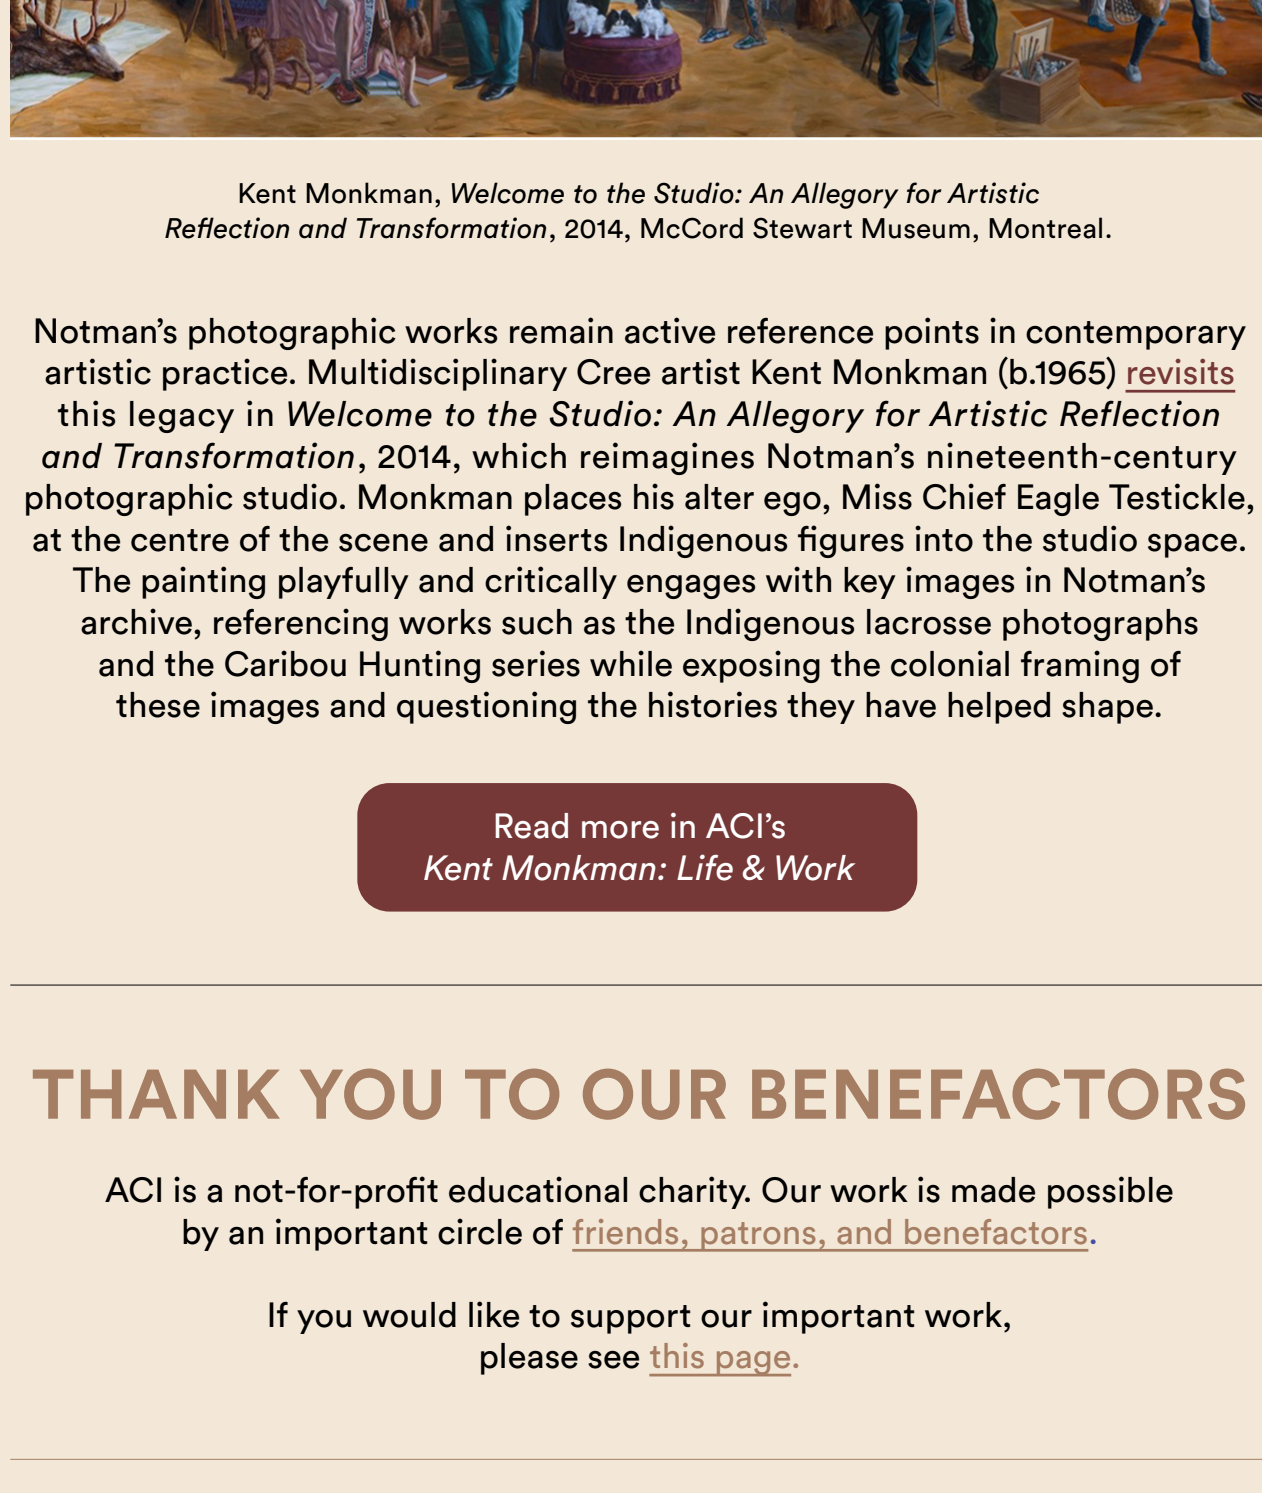 Kent Monkman, Welcome to the Studio: An Allegory for Artistic
Reflection and Transformation, 2014, McCord Stewart Museum, Montreal.
Notman’s photographic works remain active reference points in contemporary
artistic practice. Multidisciplinary Cree artist Kent Monkman (b.1965) revisits
this legacy in Welcome to the Studio: An Allegory for Artistic Reflection
and Transformation, 2014, which reimagines Notman’s nineteenth-century
photographic studio. Monkman places his alter ego, Miss Chief Eagle Testickle,
at the centre of the scene and inserts Indigenous figures into the studio space.
The painting playfully and critically engages with key images in Notman’s
archive, referencing works such as the Indigenous lacrosse photographs
and the Caribou Hunting series while exposing the colonial framing of
these images and questioning the histories they have helped shape.
Read more in ACI’s
Kent Monkman: Life & Work
THANK YOU TO OUR BENEFACTORS
ACI is a not-for-profit educational charity. Our work is made possible
by an important circle of friends, patrons, and benefactors.
If you would like to support our important work,
please see this page.